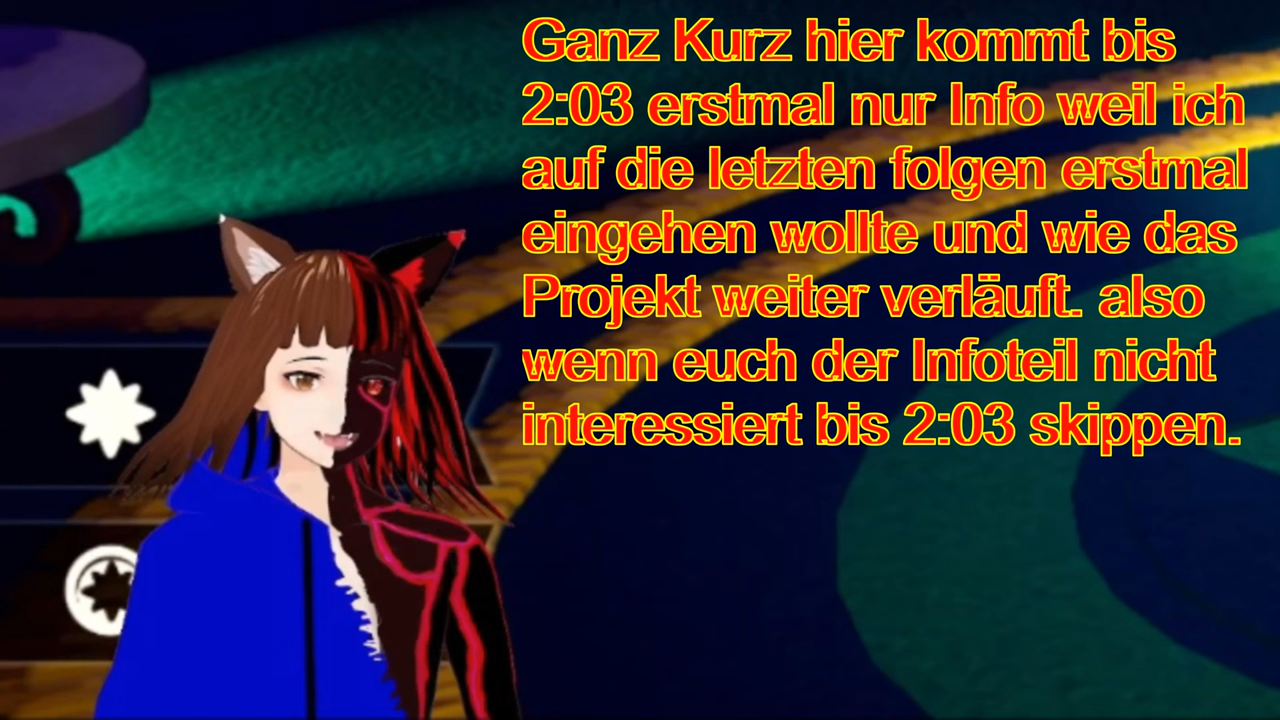 Ganz Kurz hier kommt bis
2:03 erstmal nur Info weil ich
auf die letzten folgen erstmal
eingehen wollte und wie das
Projekt weiter verläuft. also
wenn euch der Infoteil nicht
interessiert bis 2:03 skippen.